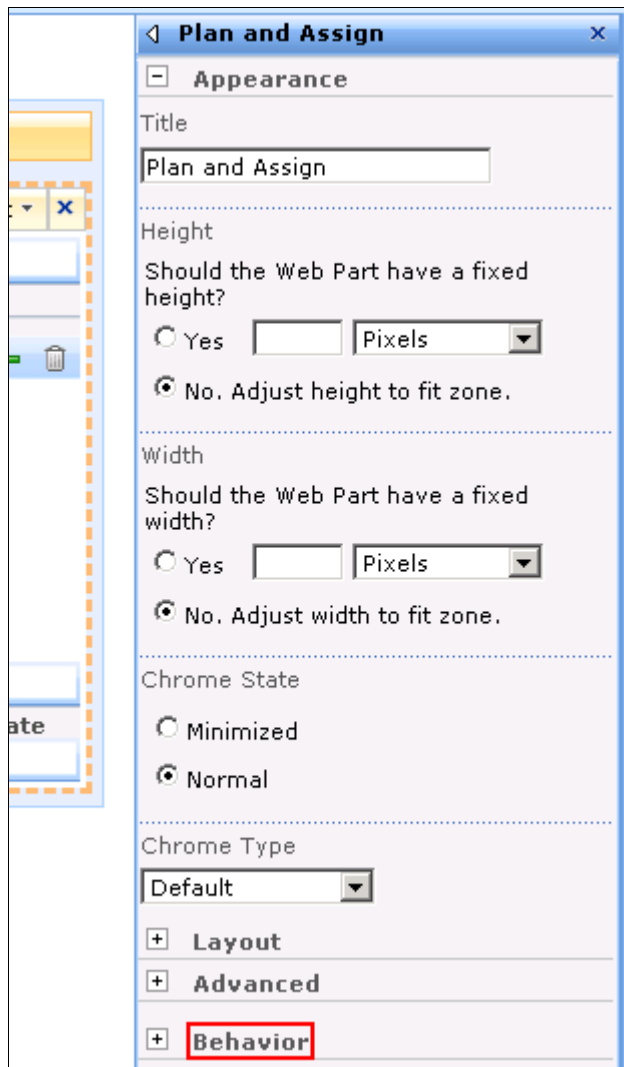 Plan and Assign
Appearance
Title
Plan and Assign
Height
Should the Web Part have a fixed
height?
Yes Pixels
No. Adjust height to fit zone.
Width
Should the Web Part have a fixed
width?
Yes Pixels
No. Adjust width to fit zone.
Chrome State
Minimized
ate
Normal
Chrome Type
Default
Layout
Advanced
Behavior